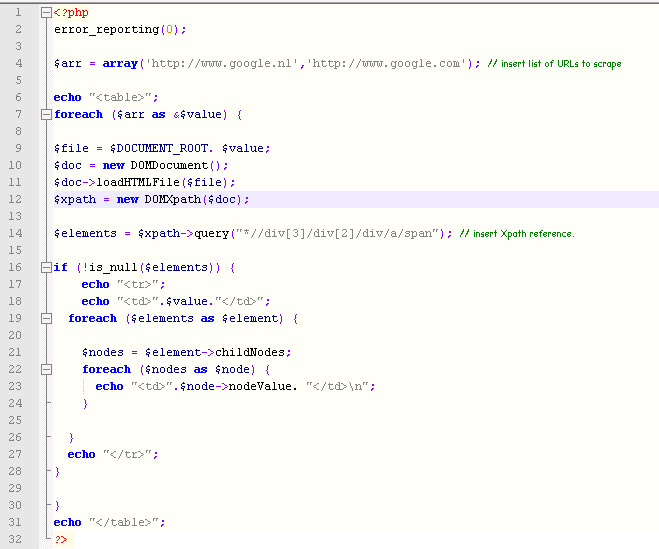 1 <?php
2 error_reporting(0);
3
4 $arr = array('http://www.google.nl','http://www.google.com'); // insert list of URLs to scrape
5
6 echo "<table>";
7 foreach ($arr as &$value) {
8
9 $file = $DOCUMENT_ROOT. $value;
10 $doc = new DOMDocument();
11 $doc->loadHTMLFile($file);
12 $xpath = new DOMXpath($doc);
13
14 $elements = $xpath->query("*//div[3]/div[2]/div/a/span"); // insert Xpath reference.
15
16 if (!is_null($elements)) {
17 echo "<tr>";
18 echo "<td>".$value."</td>";
19 foreach ($elements as $element) {
20
21 $nodes = $element->childNodes;
22 foreach ($nodes as $node) {
23 echo "<td>".$node->nodeValue. "</td>\n";
24 }
25
26 }
27 echo "</tr>";
28 }
29
30 }
31 echo "</table>";
32 ?>